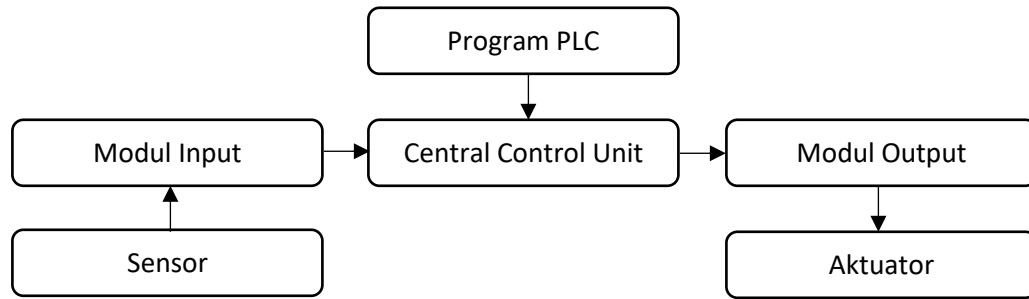 Program PLC
Modul Input
Central Control Unit
Modul Output
Sensor
Aktuator